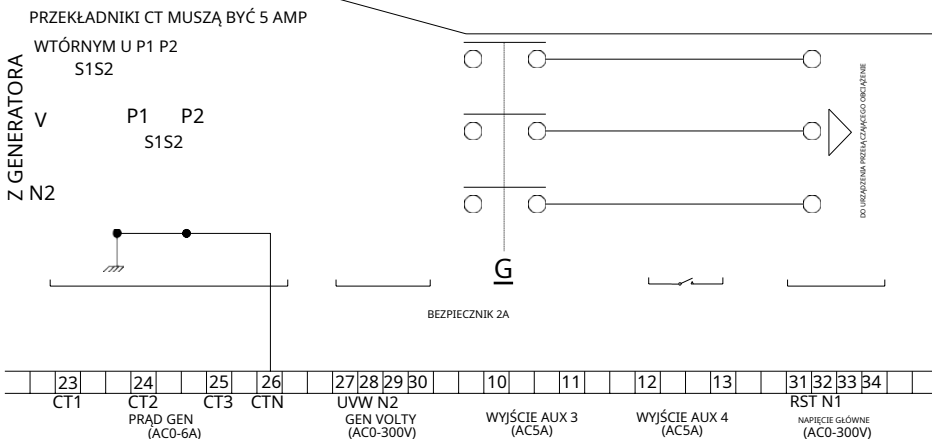 PRZEKŁADNIKI CT MUSZĄ BYĆ 5 AMP
WTÓRNYM U P1 P2
S1S2
Z GENERATORA
V P1 P2
S1S2
N2
DO URZĄDZENIA PRZEŁĄCZAJĄCEGO OBCIĄŻENIE
G
BEZPIECZNIK 2A
23 24 25 26 27 28 29 30 10 11 12 13 31 32 33 34
CT1 CT2 CT3 CTN UVW N2 RST N1
PRĄD GEN
(AC0-6A)
GEN VOLTY
(AC0-300V)
WYJŚCIE AUX 3
(AC5A)
WYJŚCIE AUX 4
(AC5A)
NAPIĘCIE GŁÓWNE
(AC0-300V)